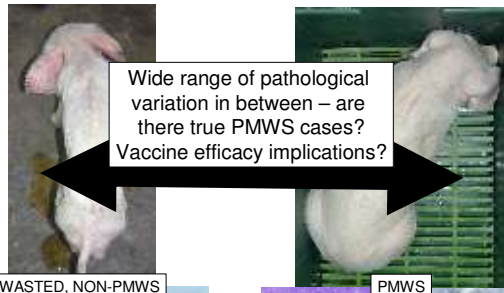 Wide range of pathological
variation in between – are
there true PMWS cases?
Vaccine efficacy implications?
WASTED, NON-PMWS
PMWS